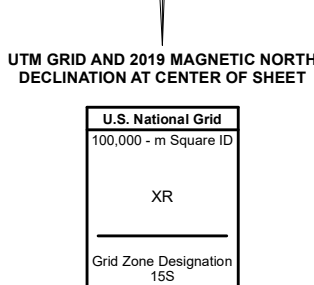 UTM GRID AND 2019 MAGNETIC NORTH
DECLINATION AT CENTER OF SHEET
U.S. National Grid
100,000 - m Square ID
XR
Grid Zone Designation
15S